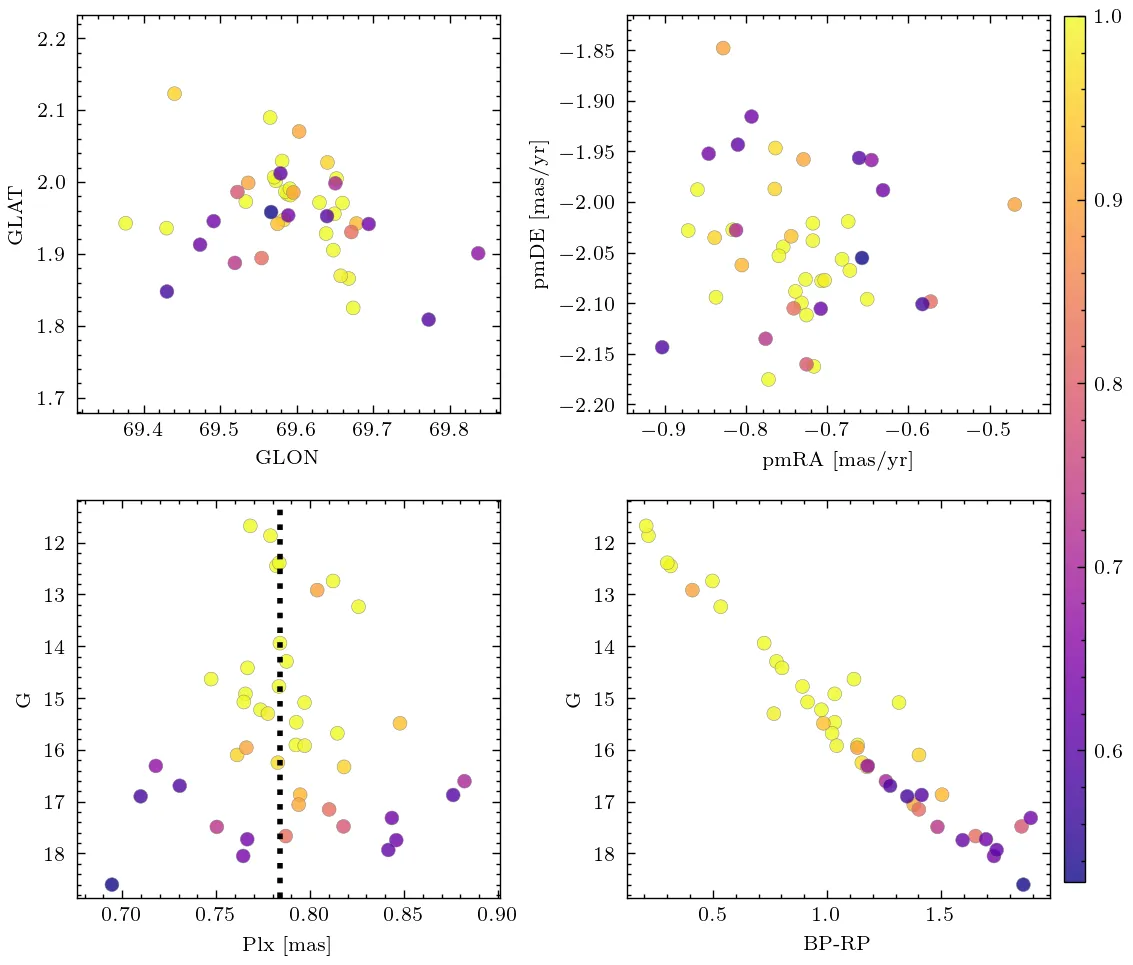 2.2
2.1
2.0
1.9
1.8
1.7
GLAT
69.4 69.5 69.6 69.7 69.8
GLON
−1.85
−1.90
−1.95
−2.00
−2.05
−2.10
−2.15
−2.20
pmDE [mas/yr]
−0.9 −0.8 −0.7 −0.6 −0.5
pmRA [mas/yr]
1.0
0.9
0.8
0.7
0.6
12
13
14
15
16
17
18
G
0.70 0.75 0.80 0.85 0.90
Plx [mas]
12
13
14
15
16
17
18
G
0.5 1.0 1.5
BP-RP